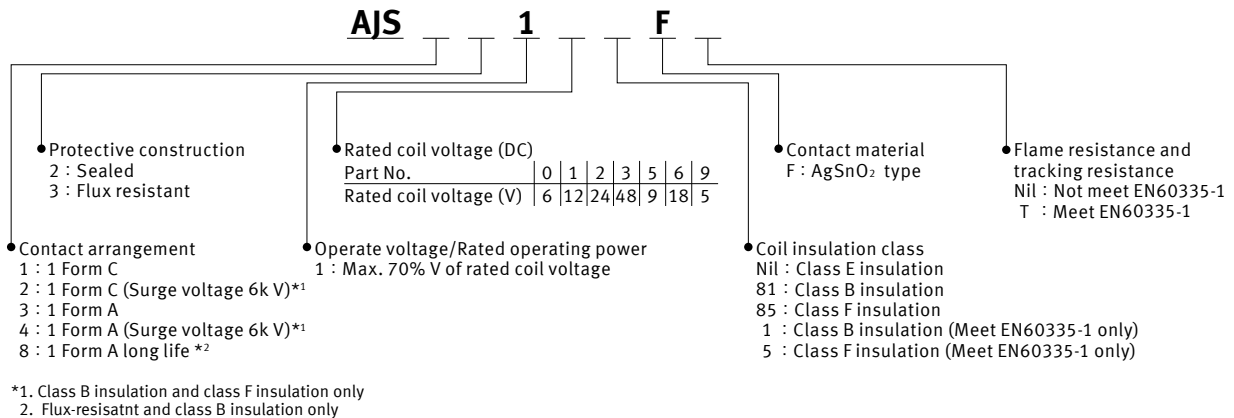 AJS 1 F
Protective construction
2 : Sealed
3 : Flux resistant
Rated coil voltage (DC)
Part No. 0 1 2 3 5 6 9
Rated coil voltage (V) 6 12 24 48 9 18 5
Contact material
F : AgSnO₂ type
Flame resistance and
tracking resistance
Nil : Not meet EN60335-1
T : Meet EN60335-1
Contact arrangement
1 : 1 Form C
2 : 1 Form C (Surge voltage 6k V)*1
3 : 1 Form A
4 : 1 Form A (Surge voltage 6k V)*1
8 : 1 Form A long life *2
Operate voltage/Rated operating power
1 : Max. 70% V of rated coil voltage
Coil insulation class
Nil : Class E insulation
81 : Class B insulation
85 : Class F insulation
1 : Class B insulation (Meet EN60335-1 only)
5 : Class F insulation (Meet EN60335-1 only)
*1. Class B insulation and class F insulation only
2. Flux-resisatnt and class B insulation only